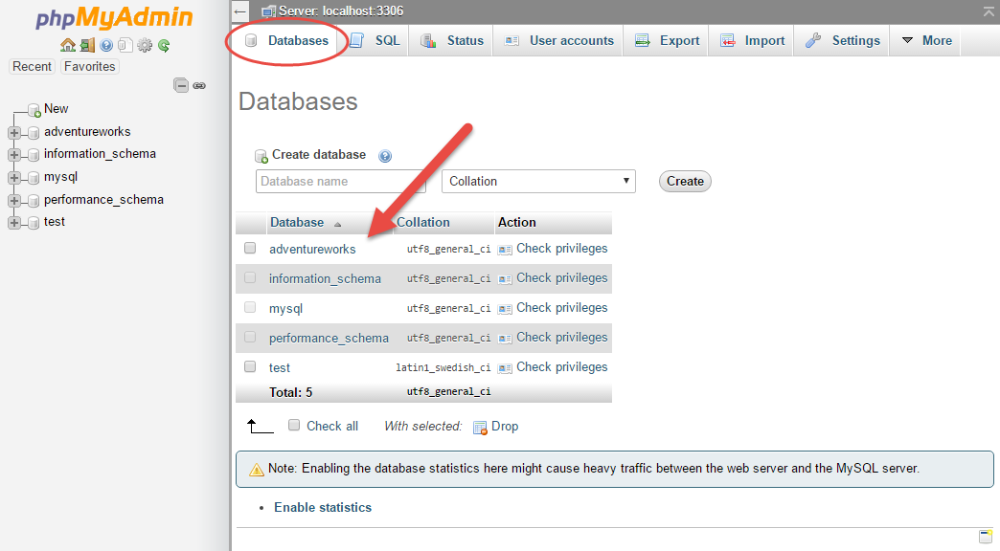 phpMyAdmin
Recent Favorites
New
adventureworks
information_schema
mysql
performance_schema
test
Server: localhost:3306
Databases SQL Status User accounts Export Import Settings More
Databases
Create database
Database name Collation Create
Database Collation Action
adventureworks utf8_general_ci Check privileges
information_schema utf8_general_ci Check privileges
mysql utf8_general_ci Check privileges
performance_schema utf8_general_ci Check privileges
test latin1_swedish_ci Check privileges
Total: 5 utf8_general_ci
Check all With selected: Drop
Note: Enabling the database statistics here might cause heavy traffic between the web server and the MySQL server.
• Enable statistics